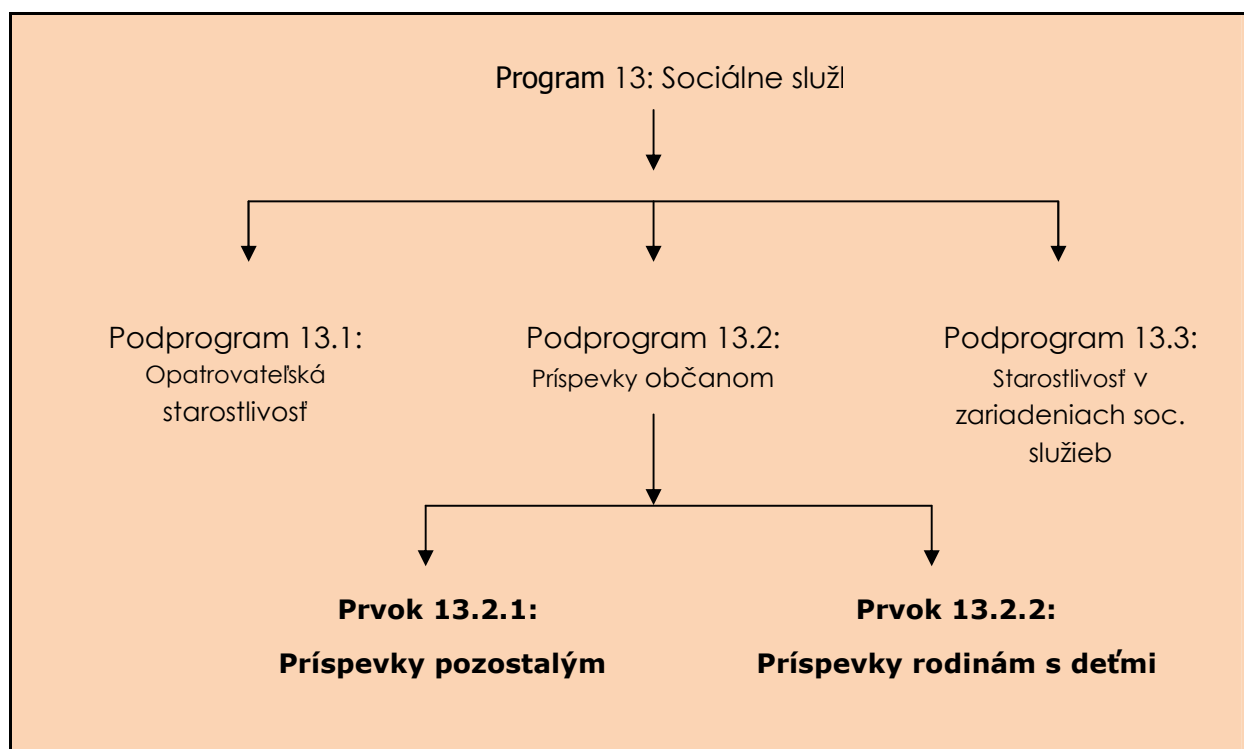 Program 13: Sociálne služ
Podprogram 13.1:
Opatrovateľská
starostlivosť
Podprogram 13.2:
Príspevky občanom
Podprogram 13.3:
Starostlivosť v
zariadeniach soc.
služieb
Prvok 13.2.1:
Príspevky pozostalým
Prvok 13.2.2:
Príspevky rodinám s deťmi